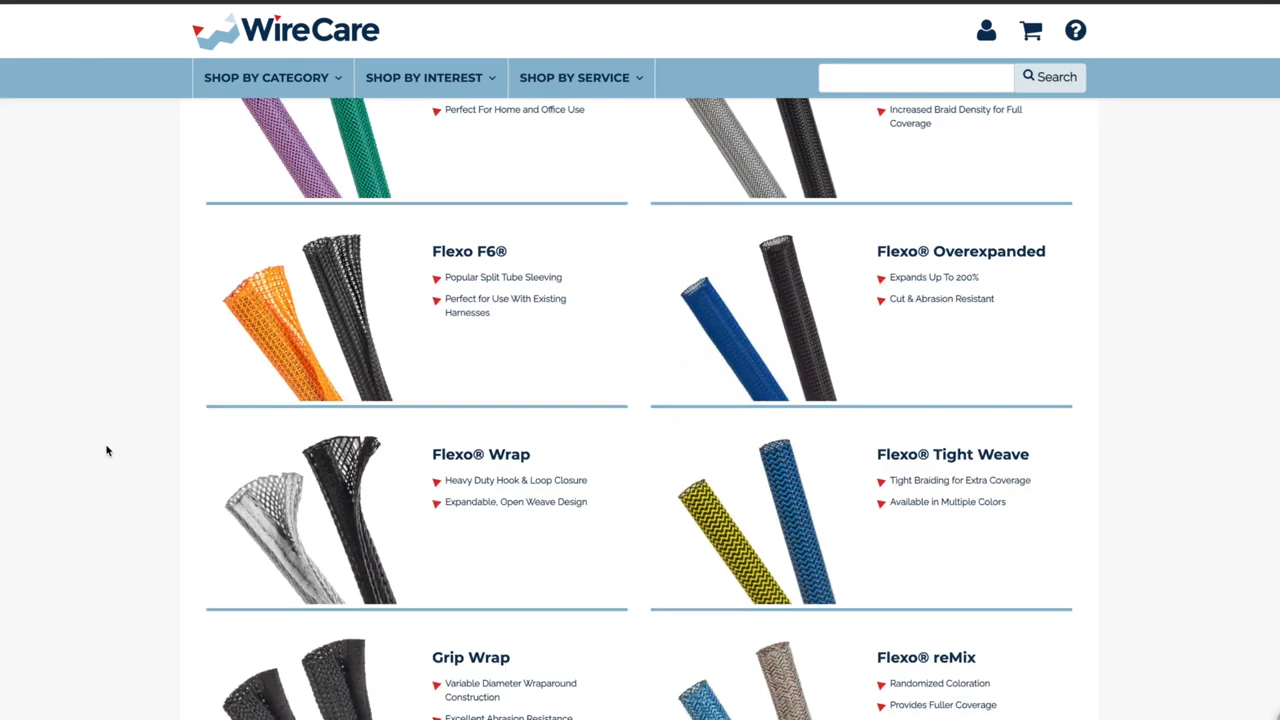 WireCare
SHOP BY CATEGORY
SHOP BY INTEREST
SHOP BY SERVICE
Search
Perfect For Home and Office Use
Increased Braid Density for Full
Coverage
Flexo F6®
Popular Split Tube Sleeving
Perfect for Use With Existing
Harnesses
Flexo® Overexpanded
Expands Up To 200%
Cut & Abrasion Resistant
Flexo® Wrap
Heavy Duty Hook & Loop Closure
Expandable, Open Weave Design
Flexo® Tight Weave
Tight Braiding for Extra Coverage
Available in Multiple Colors
Grip Wrap
Variable Diameter Wraparound
Construction
Excellent Abrasion Resistance
Flexo® reMix
Randomized Coloration
Provides Fuller Coverage